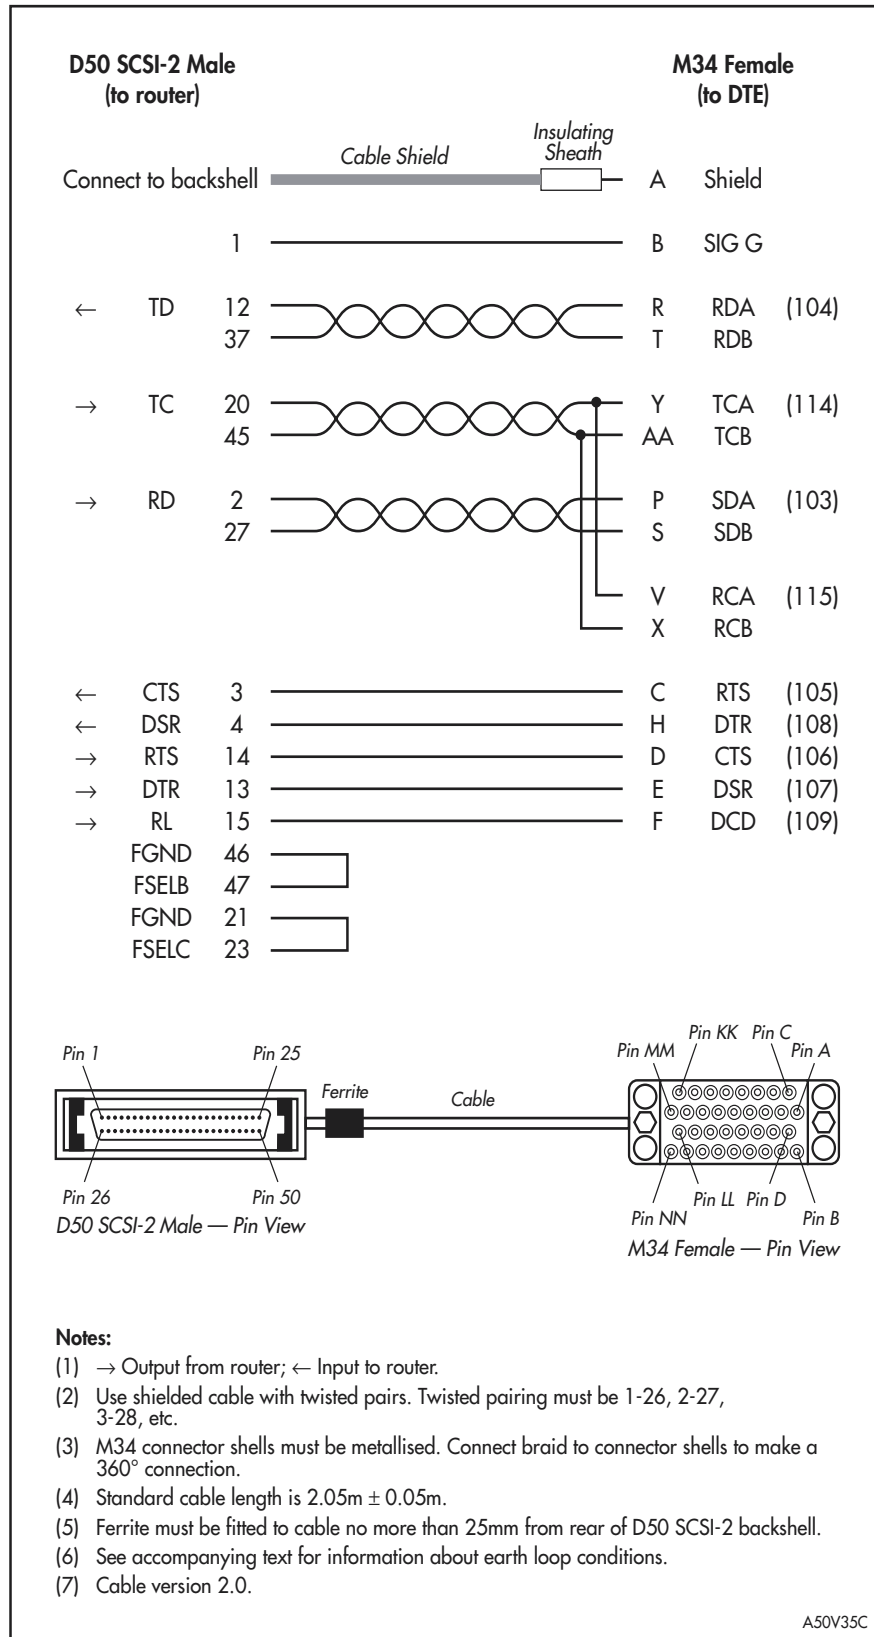 D50 SCSI-2 Male M34 Female
(to router) (to DTE)
Insulating
Cable Shield Sheath
Connect to backshell A Shield
1 B SIG G
← TD 12 R RDA (104)
37 T RDB
→ TC 20 Y TCA (114)
45 AA TCB
→ RD 2 P SDA (103)
27 S SDB
V RCA (115)
X RCB
← CTS 3 C RTS (105)
← DSR 4 H DTR (108)
→ RTS 14 D CTS (106)
→ DTR 13 E DSR (107)
→ RL 15 F DCD (109)
FGND 46
FSELB 47
FGND 21
FSELC 23
Pin KK Pin C
Pin 1 Pin 25 Pin MM Pin A
Ferrite Cable
Pin 26 Pin 50 Pin LL Pin D
Pin NN Pin B
D50 SCSI-2 Male — Pin View
M34 Female — Pin View
Notes:
(1) → Output from router; ← Input to router.
(2) Use shielded cable with twisted pairs. Twisted pairing must be 1-26, 2-27,
3-28, etc.
(3) M34 connector shells must be metallised. Connect braid to connector shells to make a
360° connection.
(4) Standard cable length is 2.05m ± 0.05m.
(5) Ferrite must be fitted to cable no more than 25mm from rear of D50 SCSI-2 backshell.
(6) See accompanying text for information about earth loop conditions.
(7) Cable version 2.0.
A50V35C